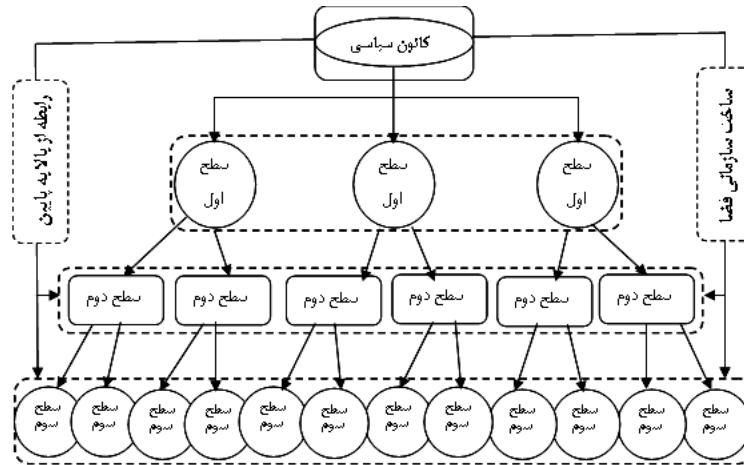 کانون سیاسی
ساخت سازمانی فضا
رابطه از بالا به پایین
سطح
اول
سطح
اول
سطح
اول
سطح دوم
سطح دوم
سطح دوم
سطح دوم
سطح دوم
سطح دوم
سطح
سوم
سطح
سوم
سطح
سوم
سطح
سوم
سطح
سوم
سطح
سوم
سطح
سوم
سطح
سوم
سطح
سوم
سطح
سوم
سطح
سوم
سطح
سوم